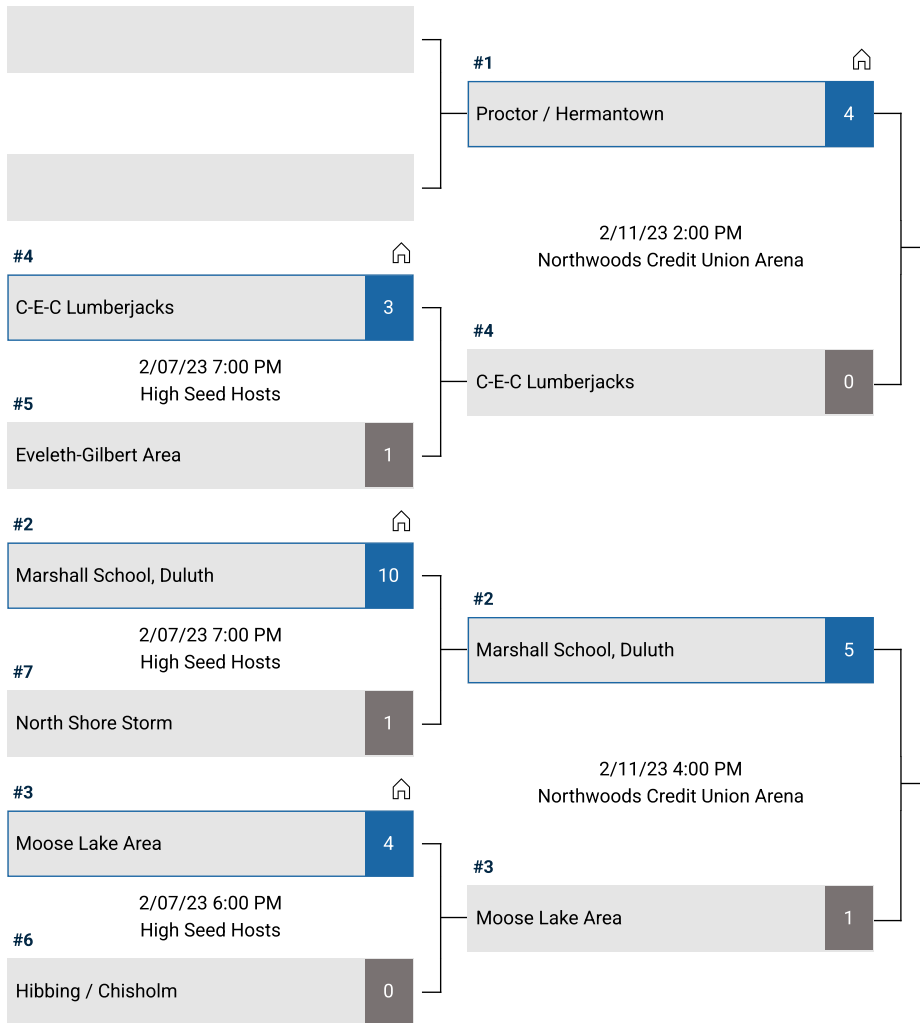 #1
Proctor / Hermantown
4
2/11/23 2:00 PM
Northwoods Credit Union Arena
#4
C-E-C Lumberjacks
0
#4
C-E-C Lumberjacks
3
2/07/23 7:00 PM
High Seed Hosts
#5
Eveleth-Gilbert Area
1
#2
Marshall School, Duluth
10
2/07/23 7:00 PM
High Seed Hosts
#7
North Shore Storm
1
#2
Marshall School, Duluth
5
2/11/23 4:00 PM
Northwoods Credit Union Arena
#3
Moose Lake Area
1
#3
Moose Lake Area
4
2/07/23 6:00 PM
High Seed Hosts
#6
Hibbing / Chisholm
0